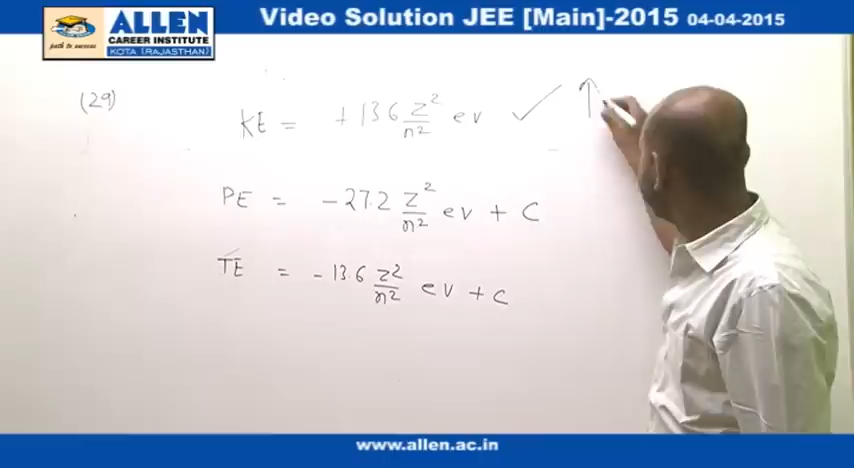 ALLEN
CAREER INSTITUTE
KOTA (RAJASTHAN)
path to success
Video Solution JEE [Main]-2015 04-04-2015
(29)
KE = + 13 6 z²/n² ev ✓ ↑
PE = - 27.2 z²/n² ev + C
TE = - 13.6 z²/n² ev + c
www.allen.ac.in